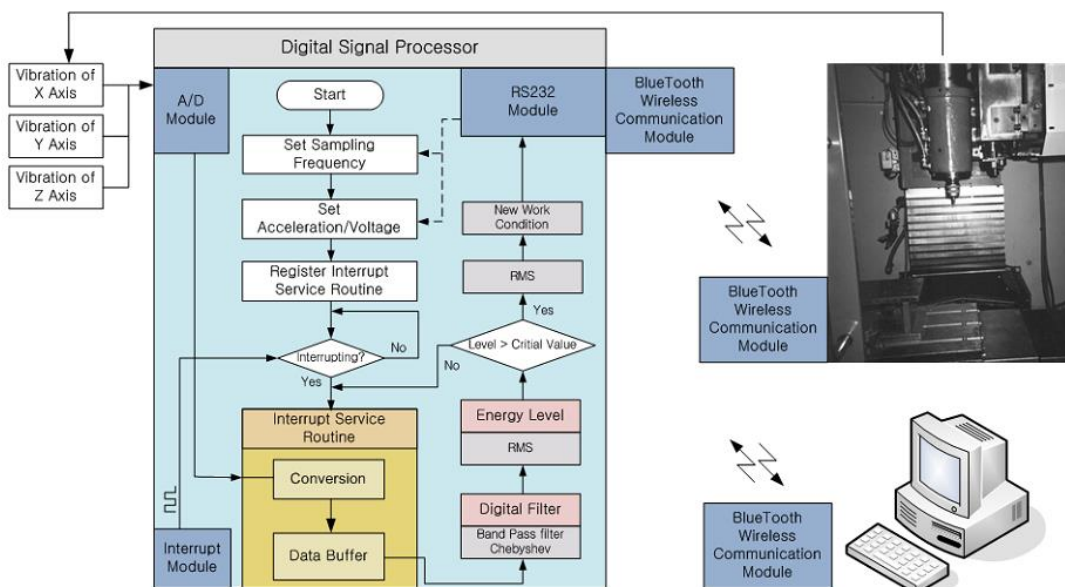 Digital Signal Processor
Vibration of
X Axis
Vibration of
Y Axis
Vibration of
Z Axis
A/D
Module
Start
RS232
Module
BlueTooth
Wireless
Communication
Module
Set Sampling
Frequency
Set
Acceleration/Voltage
New Work
Condition
Register Interrupt
Service Routine
RMS
Yes
BlueTooth
Wireless
Communication
Module
Interrupting?
No
Level > Critial Value
No
Yes
Interrupt Service
Routine
Energy Level
RMS
Conversion
Digital Filter
Band Pass filter
Chebyshev
Data Buffer
Interrupt
Module
BlueTooth
Wireless
Communication
Module